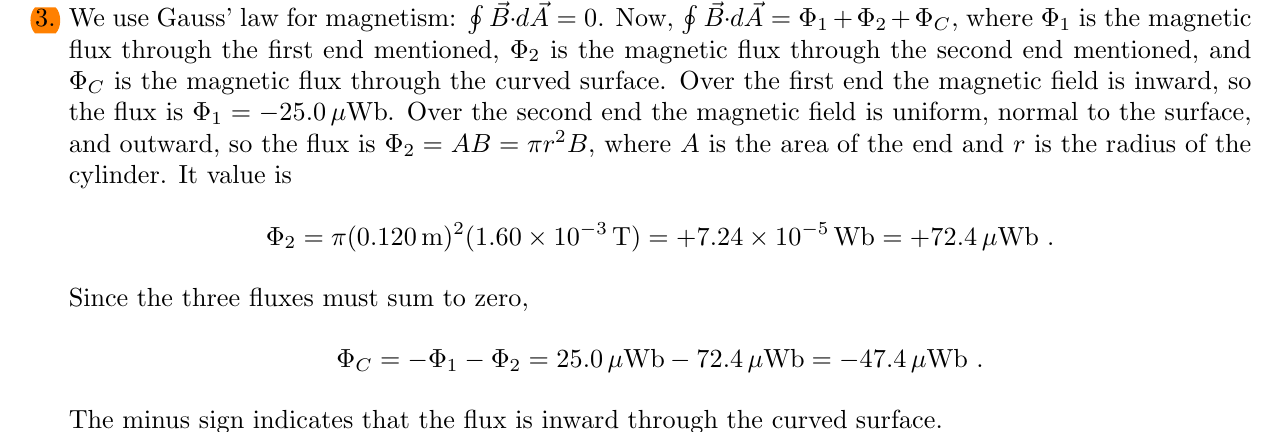 3. We use Gauss' law for magnetism: ∮ B⃗·dA⃗ = 0. Now, ∮ B⃗·dA⃗ = Φ₁ + Φ₂ + Φ_C, where Φ₁ is the magnetic
flux through the first end mentioned, Φ₂ is the magnetic flux through the second end mentioned, and
Φ_C is the magnetic flux through the curved surface. Over the first end the magnetic field is inward, so
the flux is Φ₁ = −25.0 μWb. Over the second end the magnetic field is uniform, normal to the surface,
and outward, so the flux is Φ₂ = AB = πr²B, where A is the area of the end and r is the radius of the
cylinder. It value is
Φ₂ = π(0.120 m)²(1.60 × 10⁻³ T) = +7.24 × 10⁻⁵ Wb = +72.4 μWb .
Since the three fluxes must sum to zero,
Φ_C = −Φ₁ − Φ₂ = 25.0 μWb − 72.4 μWb = −47.4 μWb .
The minus sign indicates that the flux is inward through the curved surface.